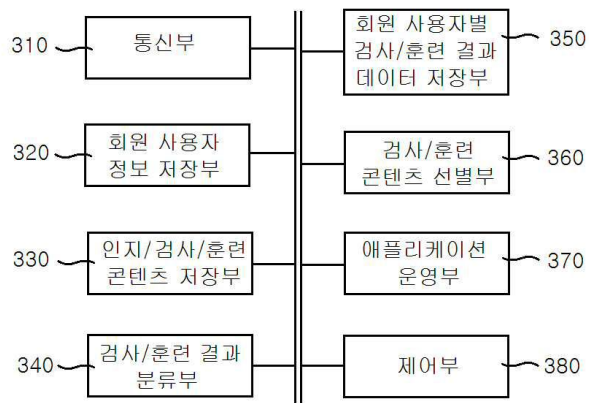 310
통신부
320
회원 사용자
정보 저장부
330
인지/검사/훈련
콘텐츠 저장부
340
검사/훈련 결과
분류부
회원 사용자별
검사/훈련 결과
데이터 저장부
350
검사/훈련
콘텐츠 선별부
360
애플리케이션
운영부
370
제어부
380